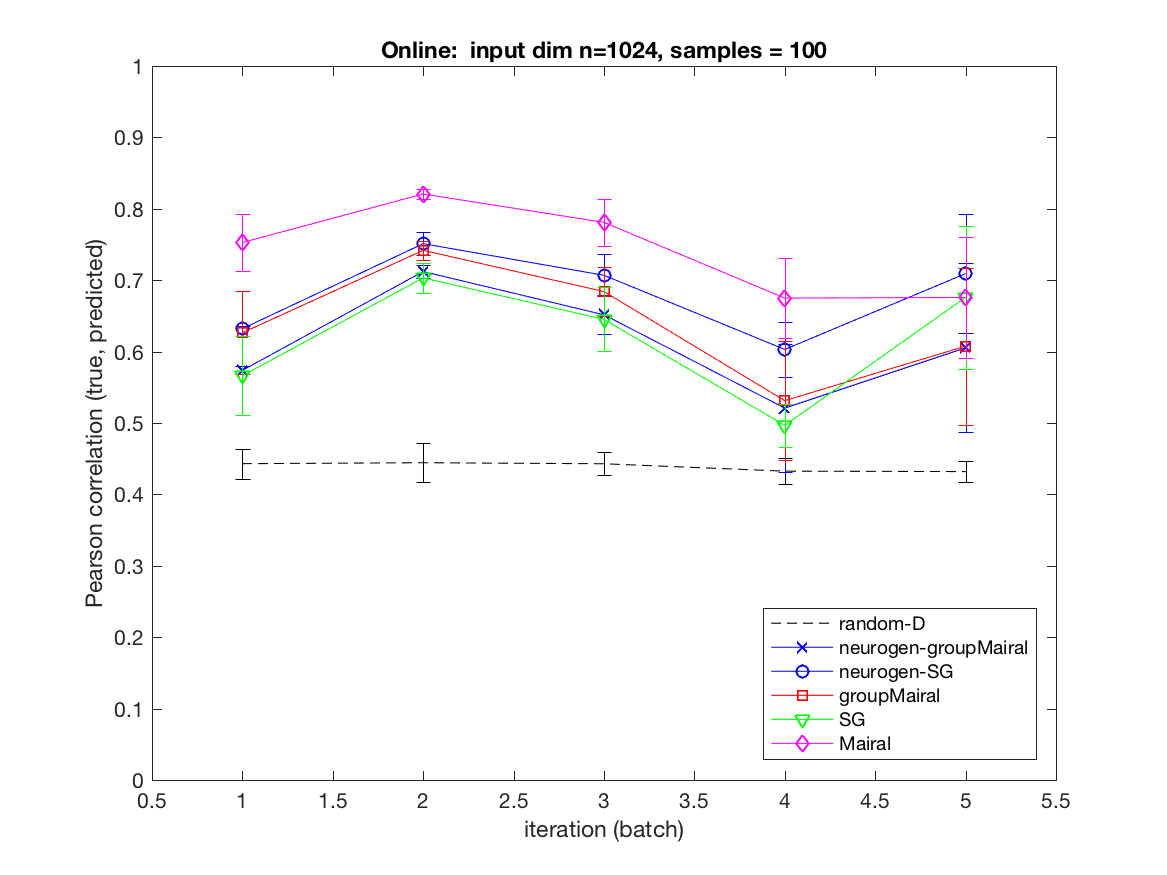 Online:  input dim n=1024, samples = 100
1
0.9
0.8
0.7
0.6
0.5
0.4
0.3
0.2
0.1
0
Pearson correlation (true, predicted)
random-D
neurogen-groupMairal
neurogen-SG
groupMairal
SG
Mairal
0.5 1 1.5 2 2.5 3 3.5 4 4.5 5 5.5
iteration (batch)